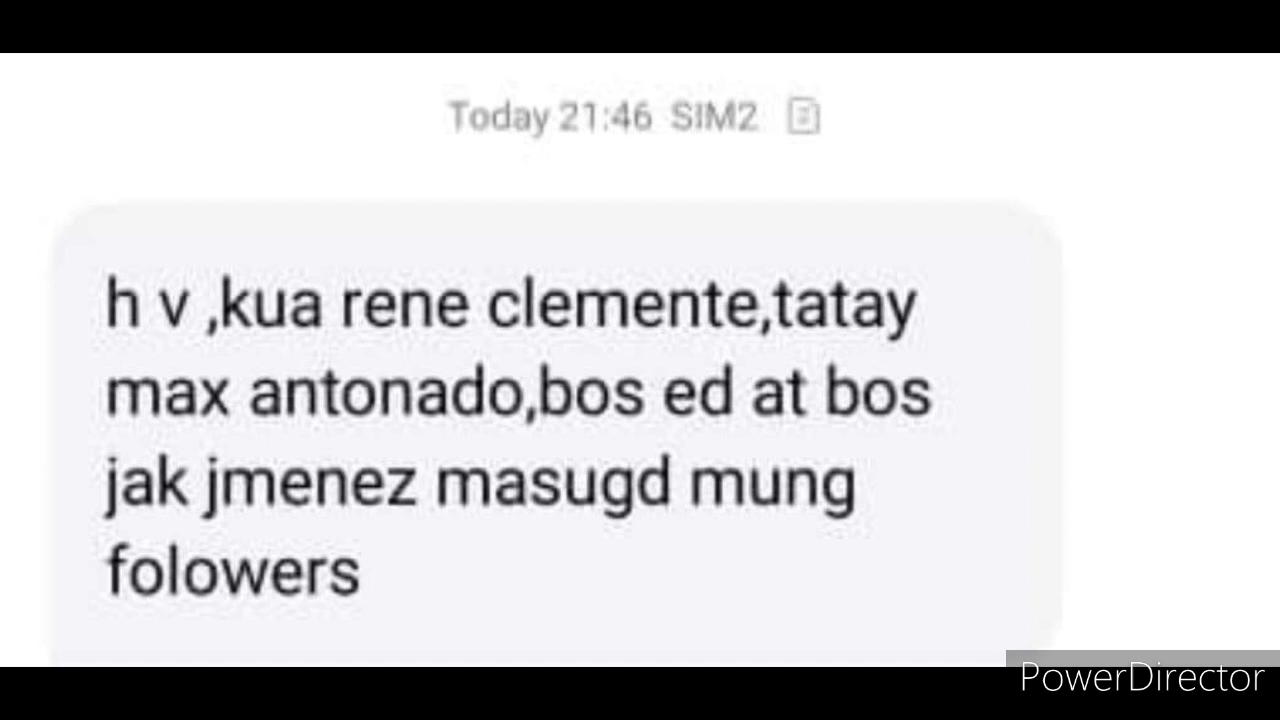 Today 21:46 SIM2
h v ,kua rene clemente,tatay
max antonado,bos ed at bos
jak jmenez masugd mung
folowers
PowerDirector